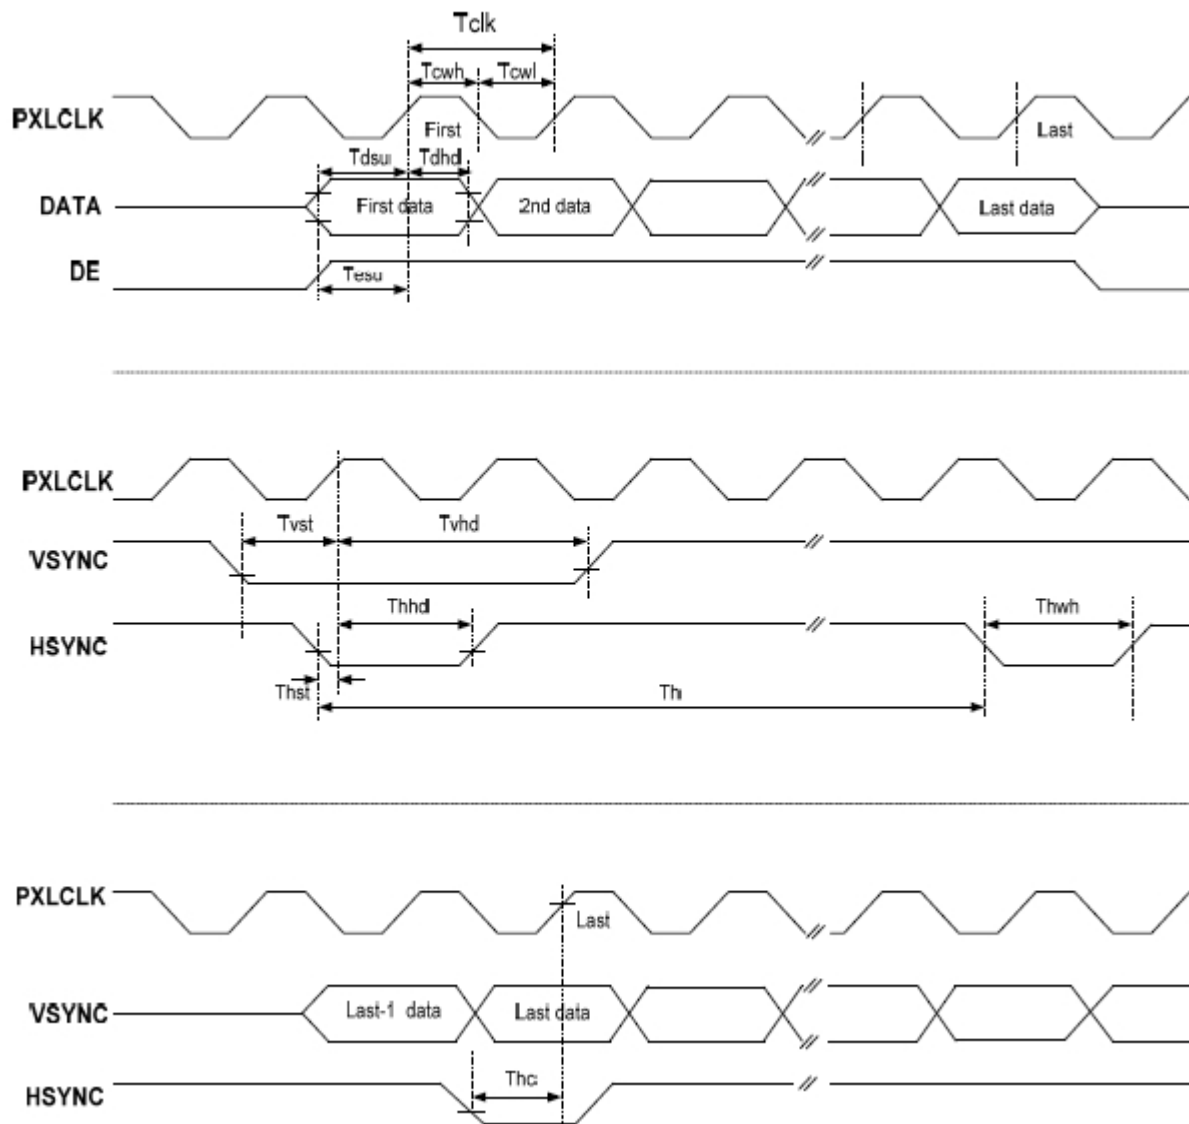 Tclk
Tcwh Tcwl
PXLCLK First Last
Tdsu Tdhd
DATA First data 2nd data Last data
DE Tesu
PXLCLK
Tvst Tvhd
VSYNC
Thhd Thwh
HSYNC
Thst Th
PXLCLK Last
VSYNC Last-1 data Last data
HSYNC Thc